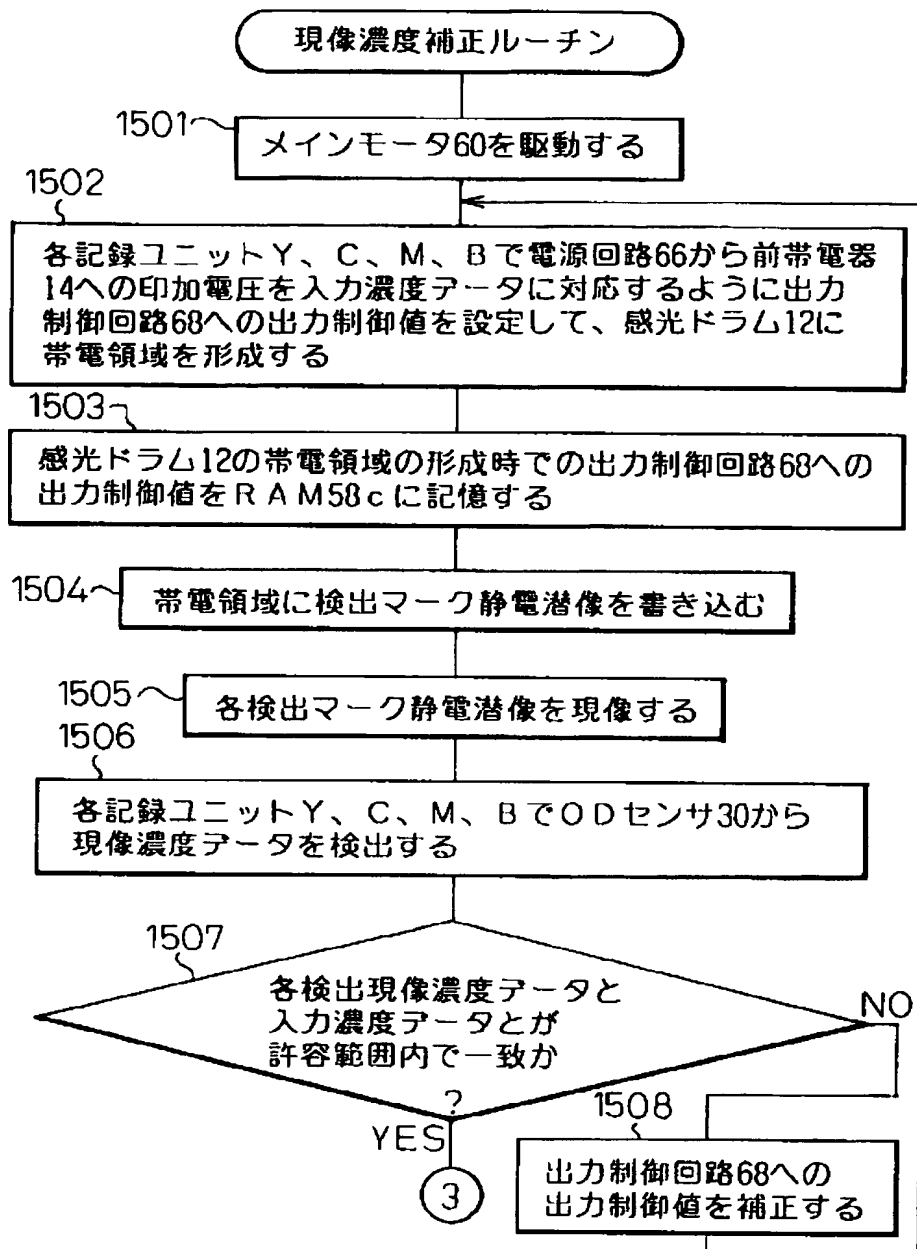 現像濃度補正ルーチン
1501
メインモータ60を駆動する
1502
各記録ユニットY、C、M、Bで電源回路66から前帯電器
14への印加電圧を入力濃度データに対応するように出力
制御回路68への出力制御値を設定して、感光ドラム12に
帯電領域を形成する
1503
感光ドラム12の帯電領域の形成時での出力制御回路68への
出力制御値をRAM58cに記憶する
1504
帯電領域に検出マーク静電潜像を書き込む
1505
各検出マーク静電潜像を現像する
1506
各記録ユニットY、C、M、BでODセンサ30から
現像濃度データを検出する
1507
各検出現像濃度データと
入力濃度データとが
許容範囲内で一致か
?
NO
YES
3
1508
出力制御回路68への
出力制御値を補正する